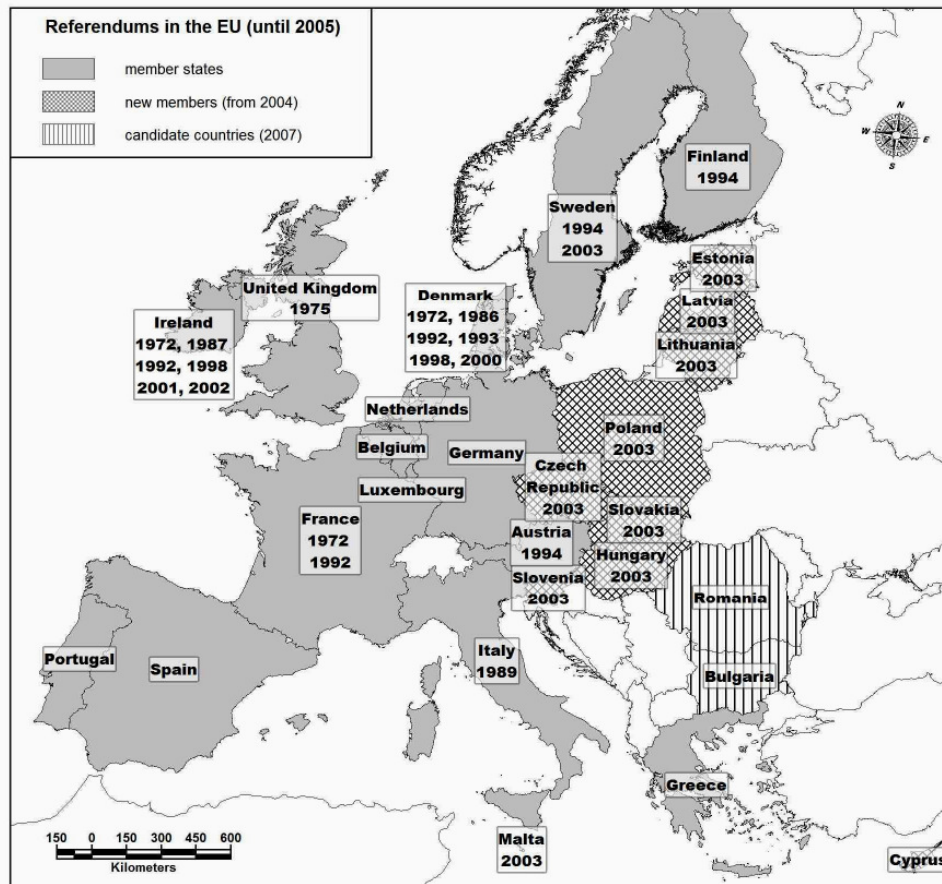 Referendums in the EU (until 2005)
member states
new members (from 2004)
candidate countries (2007)
N
W
E
S
Finland
1994
Sweden
1994
2003
Estonia
2003
United Kingdom
1975
Denmark
1972, 1986
1992, 1993
1998, 2000
Latvia
2003
Ireland
1972, 1987
1992, 1998
2001, 2002
Lithuania
2003
Netherlands
Poland
2003
Belgium
Germany
Czech
Republic
2003
Luxembourg
Slovakia
2003
France
1972
1992
Austria
1994
Hungary
2003
Slovenia
2003
Romania
Portugal
Spain
Italy
1989
Bulgaria
Greece
Malta
2003
Cyprus
150 0 150 300 450 600
Kilometers